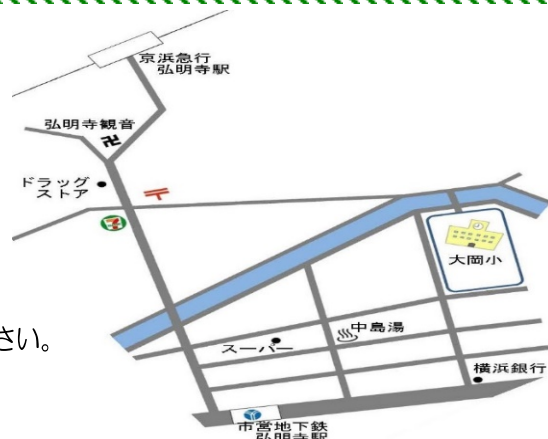 京浜急行
弘明寺駅
弘明寺観音
卍
ドラッグ
ストア
〒
7
大岡小
さい。
中島湯
スーパー
横浜銀行
市営地下鉄
弘明寺駅